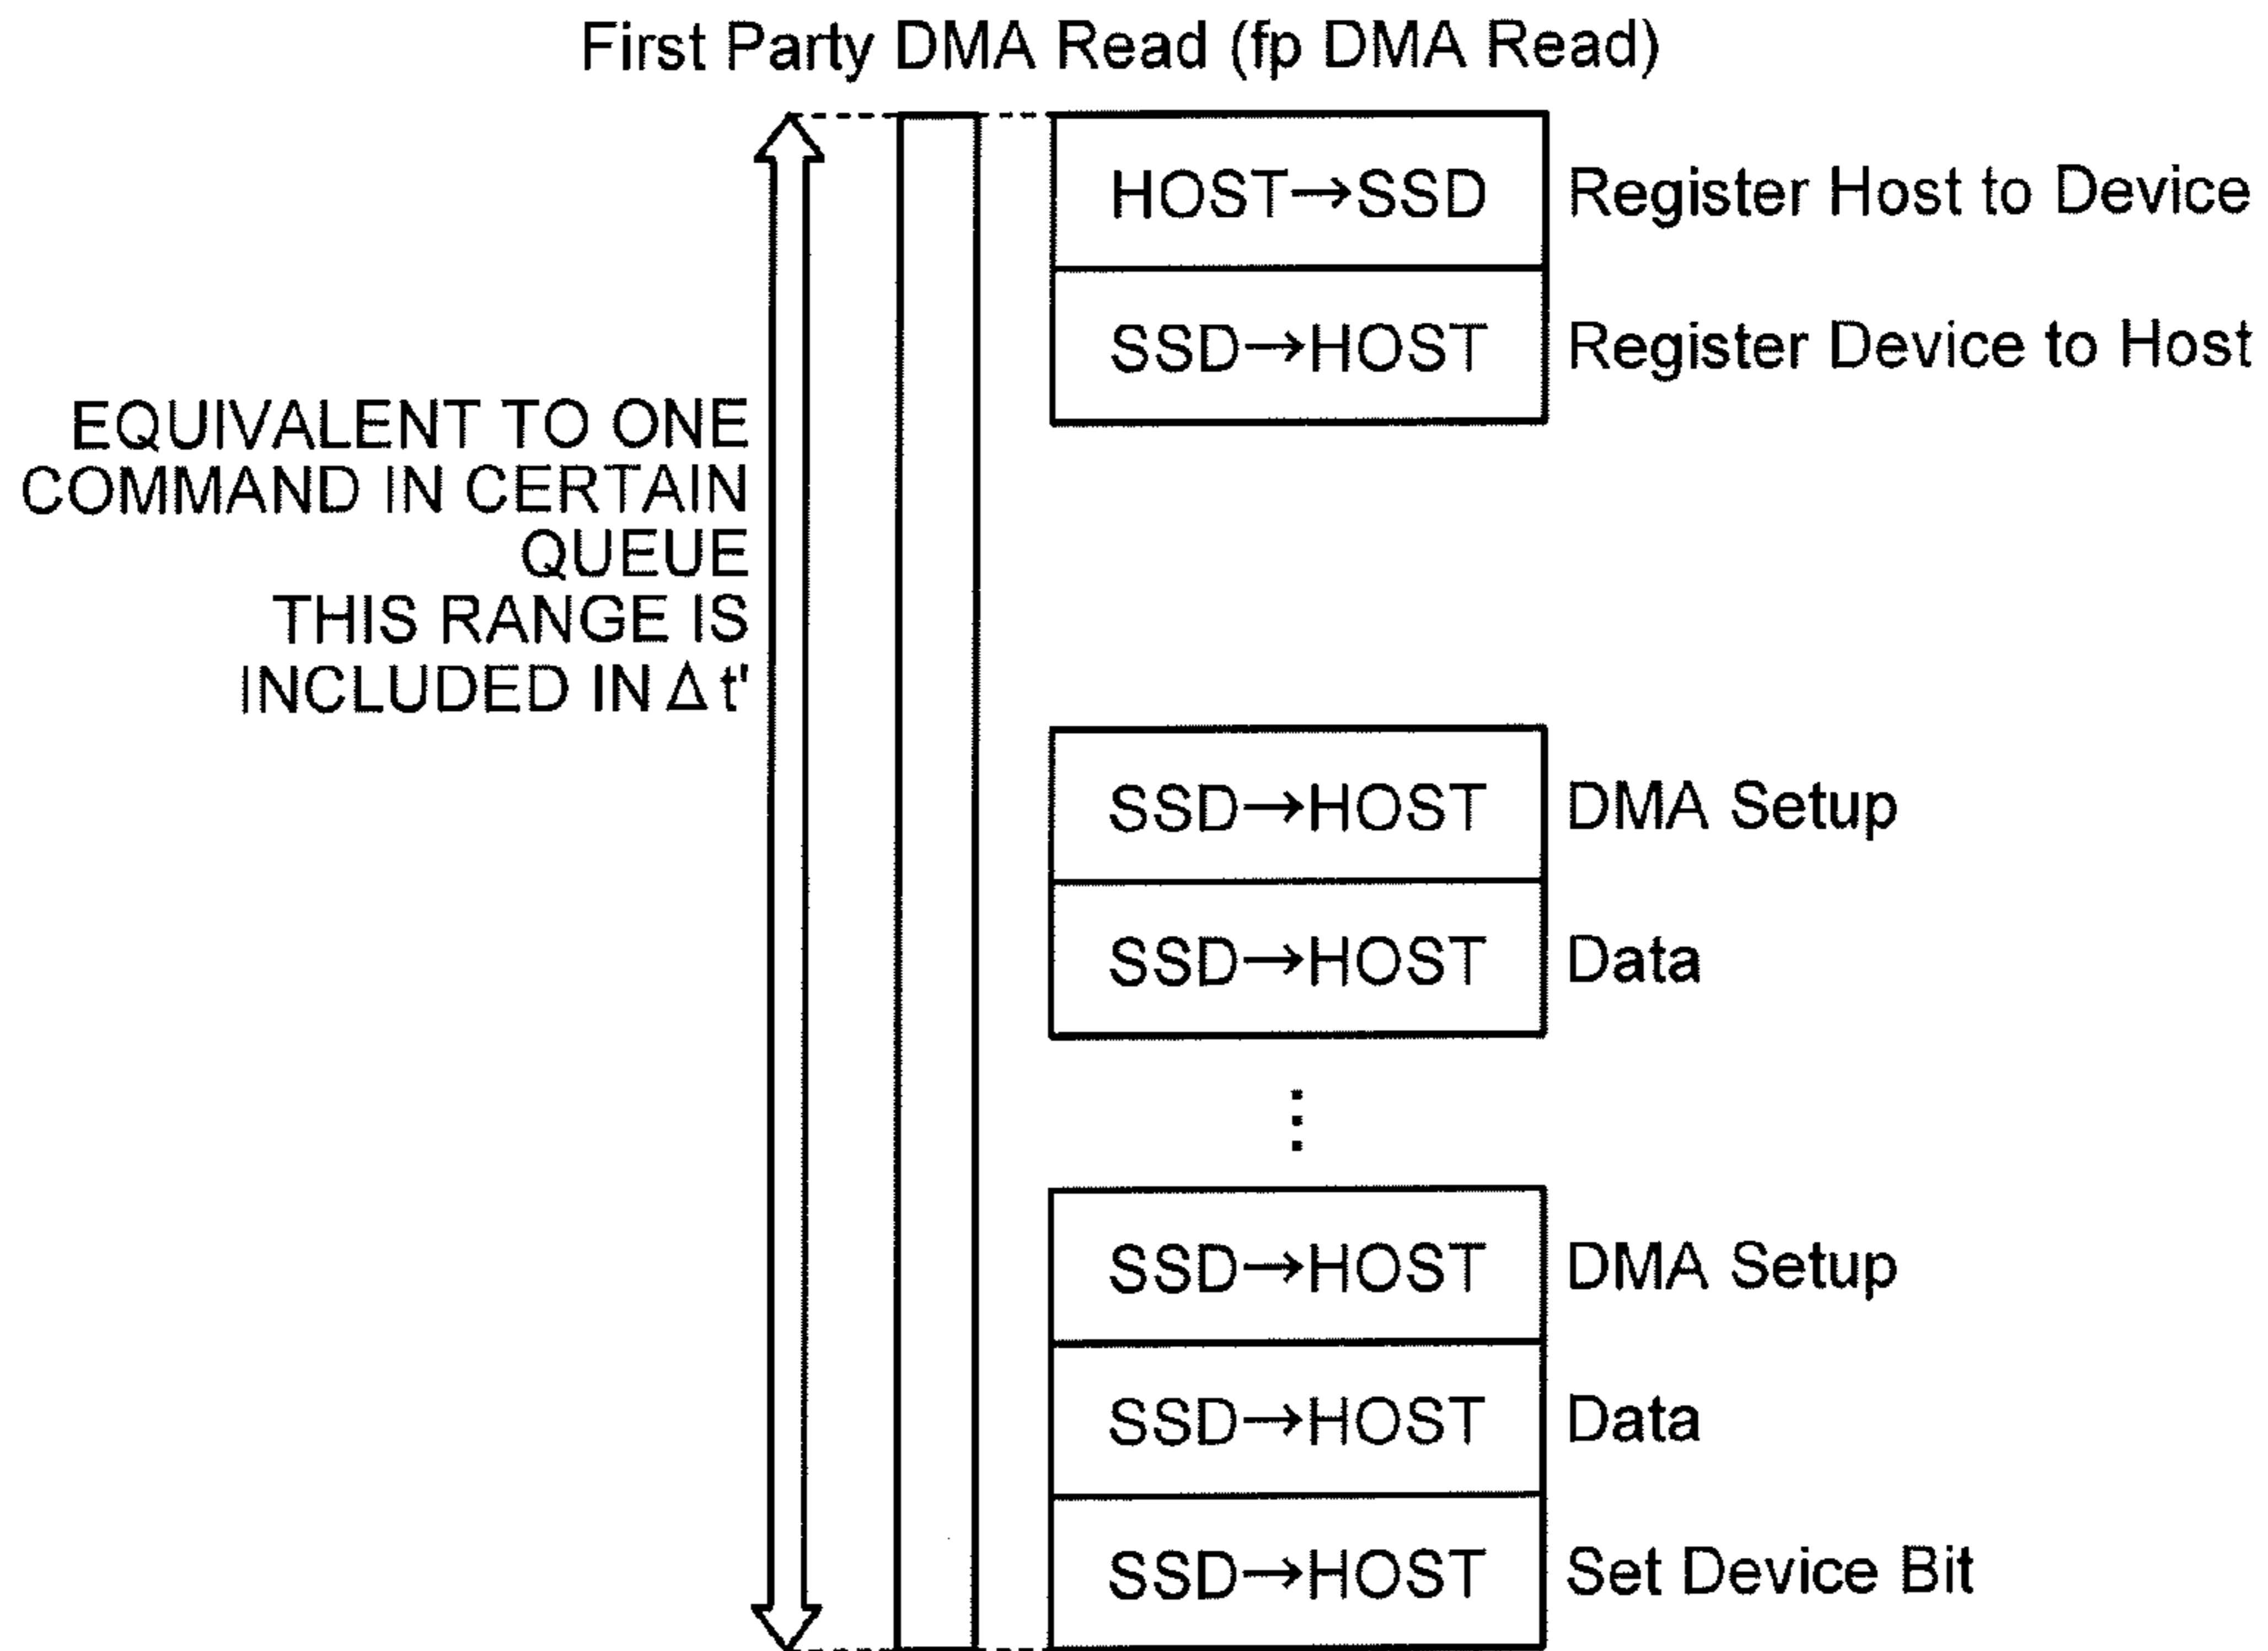 First Party DMA Read (fp DMA Read)
HOST→SSD Register Host to Device
SSD→HOST Register Device to Host
EQUIVALENT TO ONE
COMMAND IN CERTAIN
QUEUE
THIS RANGE IS
INCLUDED IN Δt'
SSD→HOST DMA Setup
SSD→HOST Data
⋮
SSD→HOST DMA Setup
SSD→HOST Data
SSD→HOST Set Device Bit